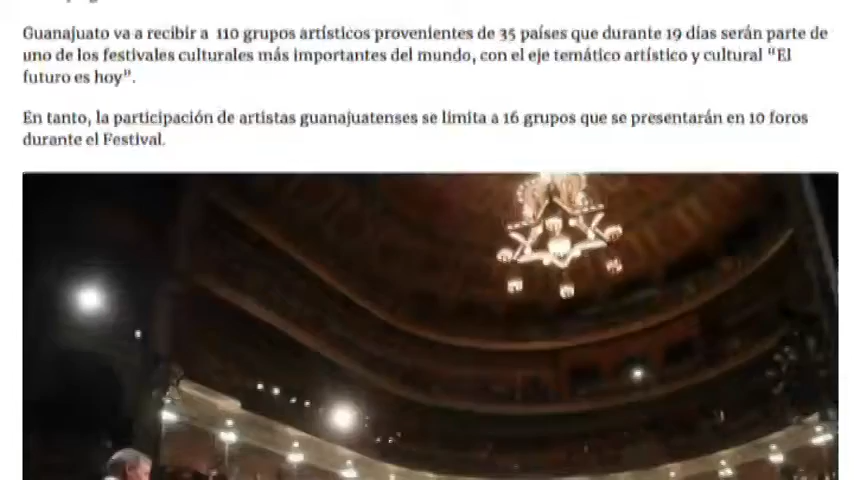 Guanajuato va a recibir a 110 grupos artísticos provenientes de 35 países que durante 19 días serán parte de
uno de los festivales culturales más importantes del mundo, con el eje temático artístico y cultural "El
futuro es hoy".
En tanto, la participación de artistas guanajuatenses se limita a 16 grupos que se presentarán en 10 foros
durante el Festival.